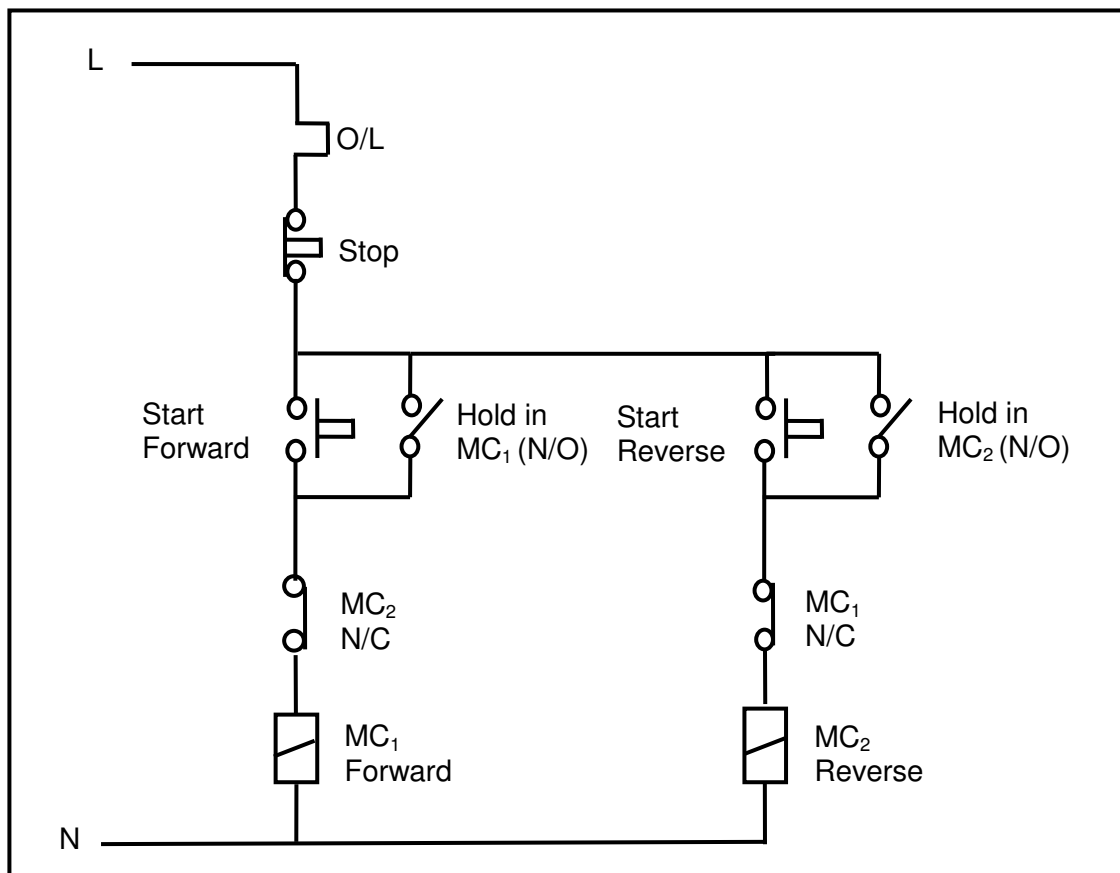 L
O/L
Stop
Start
Forward
Hold in
MC₁ (N/O)
Start
Reverse
Hold in
MC₂ (N/O)
MC₂
N/C
MC₁
N/C
MC₁
Forward
MC₂
Reverse
N